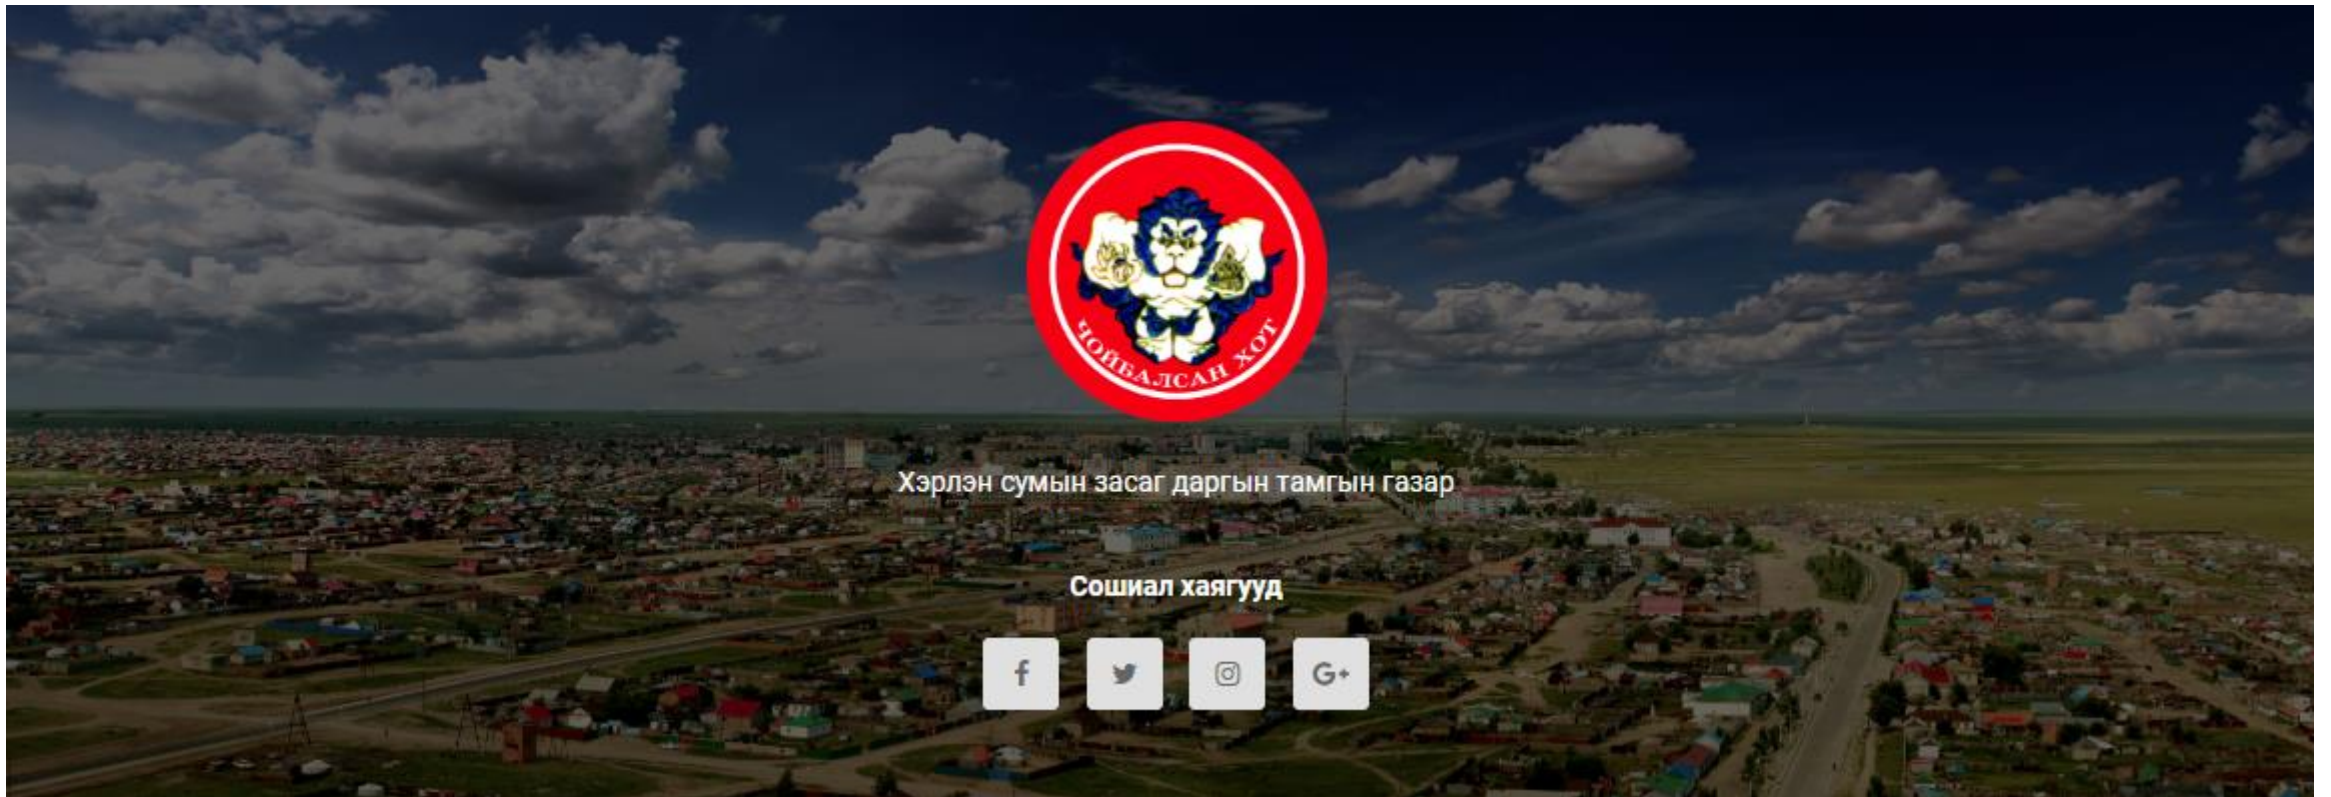 ЧОЙБАЛСАН ХОТ
Хэрлэн сумын засаг даргын тамгын газар
Сошиал хаягууд
f
G+